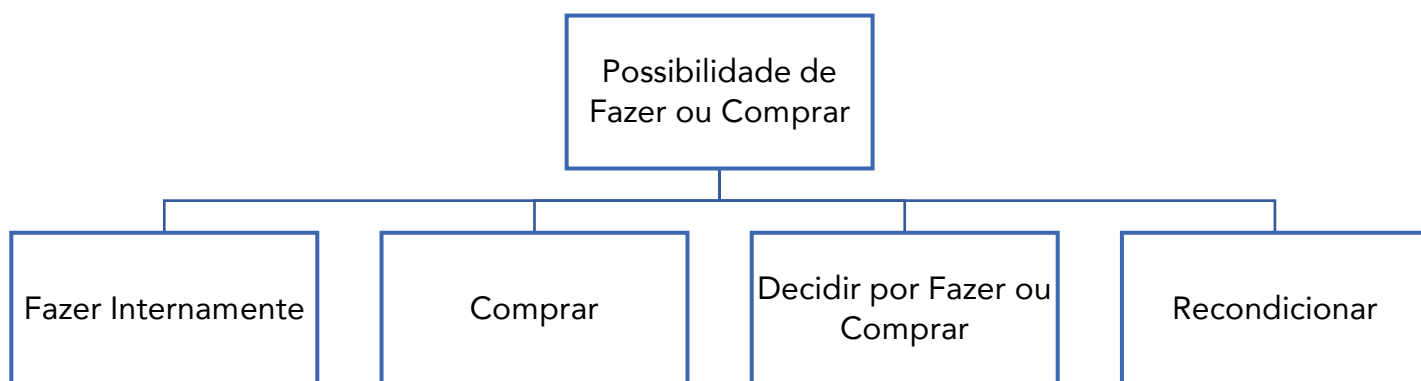 Possibilidade de
Fazer ou Comprar
Fazer Internamente
Comprar
Decidir por Fazer ou
Comprar
Recondicionar